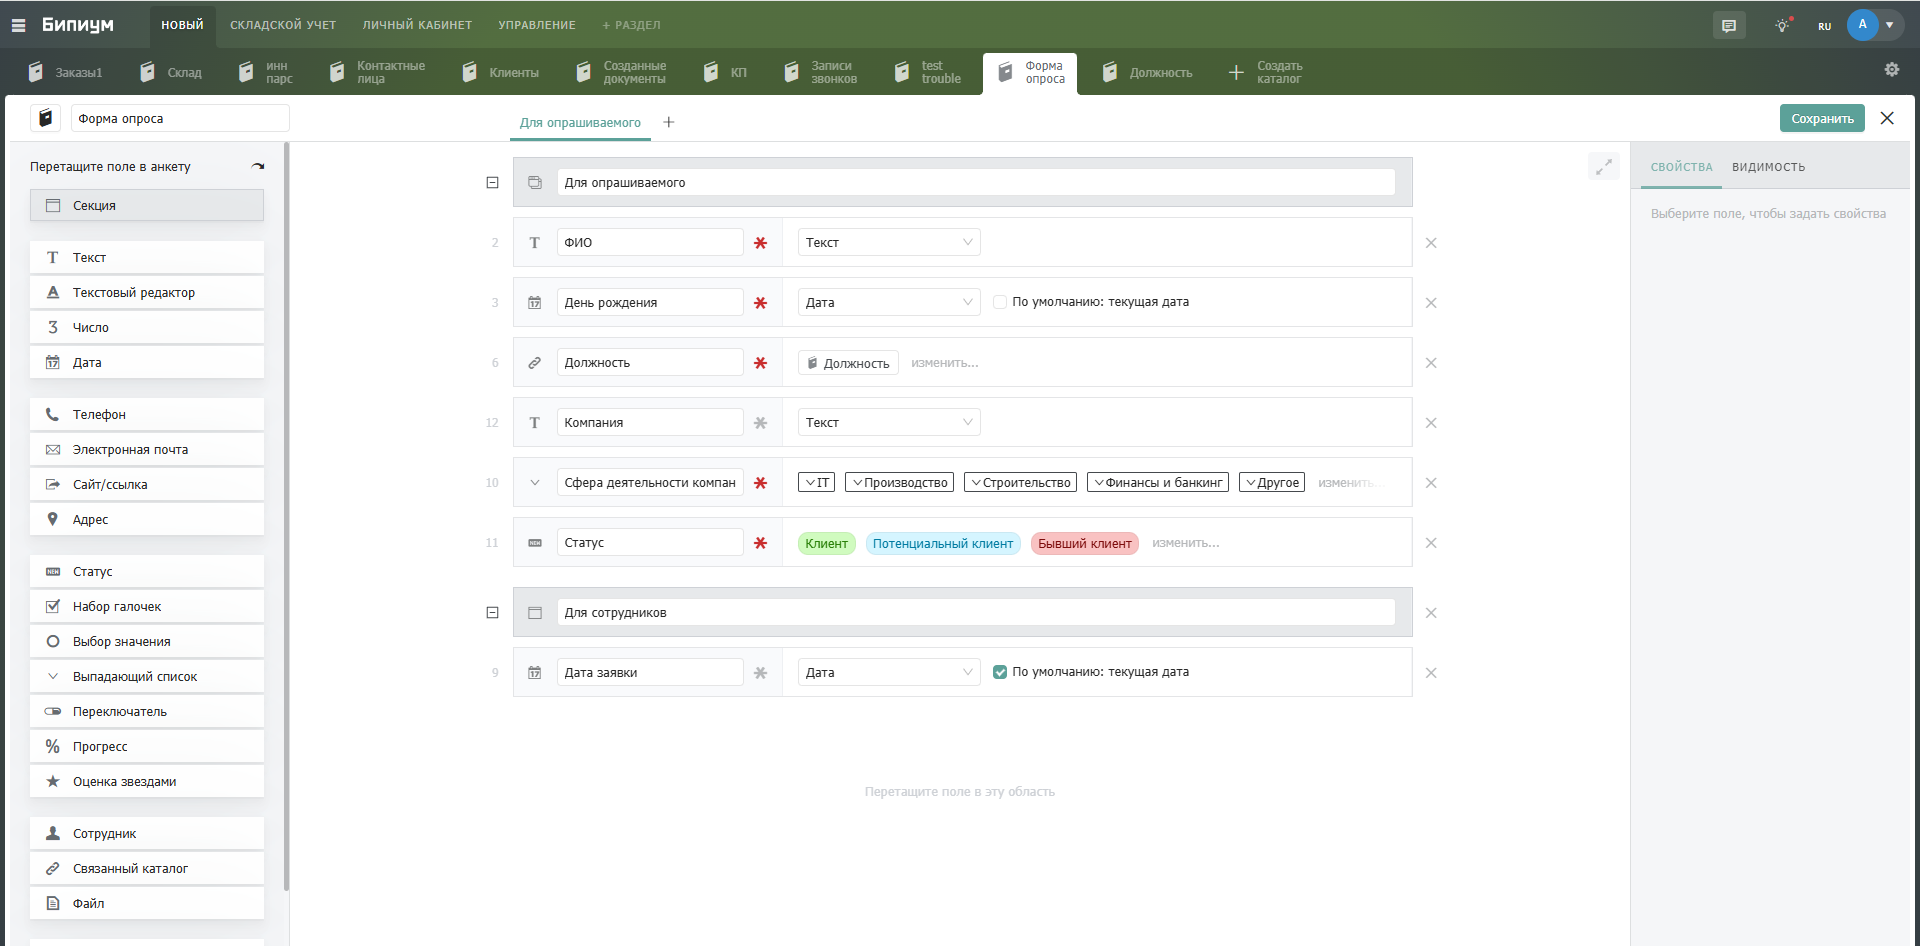 Бипиум
НОВЫЙ
СКЛАДСКОЙ УЧЕТ
ЛИЧНЫЙ КАБИНЕТ
УПРАВЛЕНИЕ
+ РАЗДЕЛ
RU
A
Заказы1
Склад
инн
парс
Контактные
лица
Клиенты
Созданные
документы
КП
Записи
звонков
test
trouble
Форма
опроса
Должность
Создать
каталог
Форма опроса
Для опрашиваемого
Сохранить
Перетащите поле в анкету
Секция
Текст
Текстовый редактор
Число
Дата
Телефон
Электронная почта
Сайт/ссылка
Адрес
Статус
Набор галочек
Выбор значения
Выпадающий список
Переключатель
Прогресс
Оценка звездами
Сотрудник
Связанный каталог
Файл
Для опрашиваемого
2 ФИО Текст
3 День рождения Дата По умолчанию: текущая дата
6 Должность Должность изменить...
12 Компания Текст
10 Сфера деятельности компан IT Производство Строительство Финансы и банкинг Другое изменить...
11 Статус Клиент Потенциальный клиент Бывший клиент изменить...
Для сотрудников
9 Дата заявки Дата По умолчанию: текущая дата
Перетащите поле в эту область
СВОЙСТВА
ВИДИМОСТЬ
Выберите поле, чтобы задать свойства